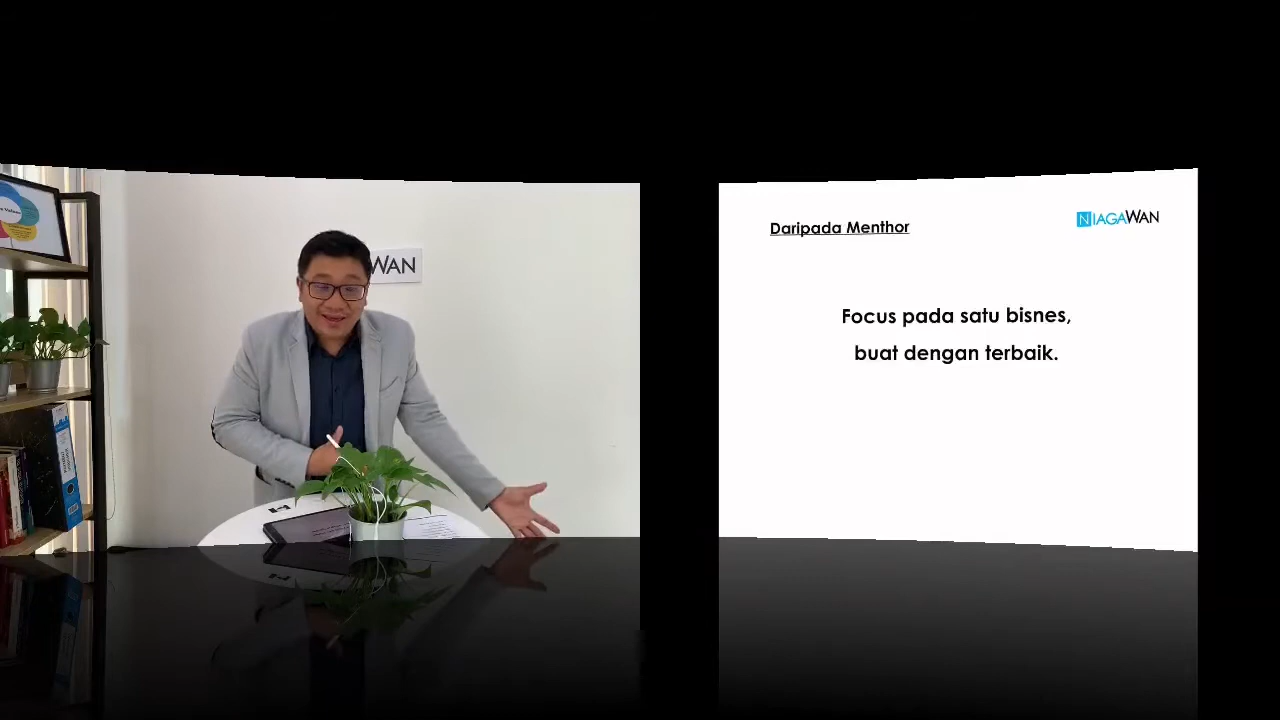 WAN
Daripada Menthor
NIAGAWAN
Focus pada satu bisnes,
buat dengan terbaik.